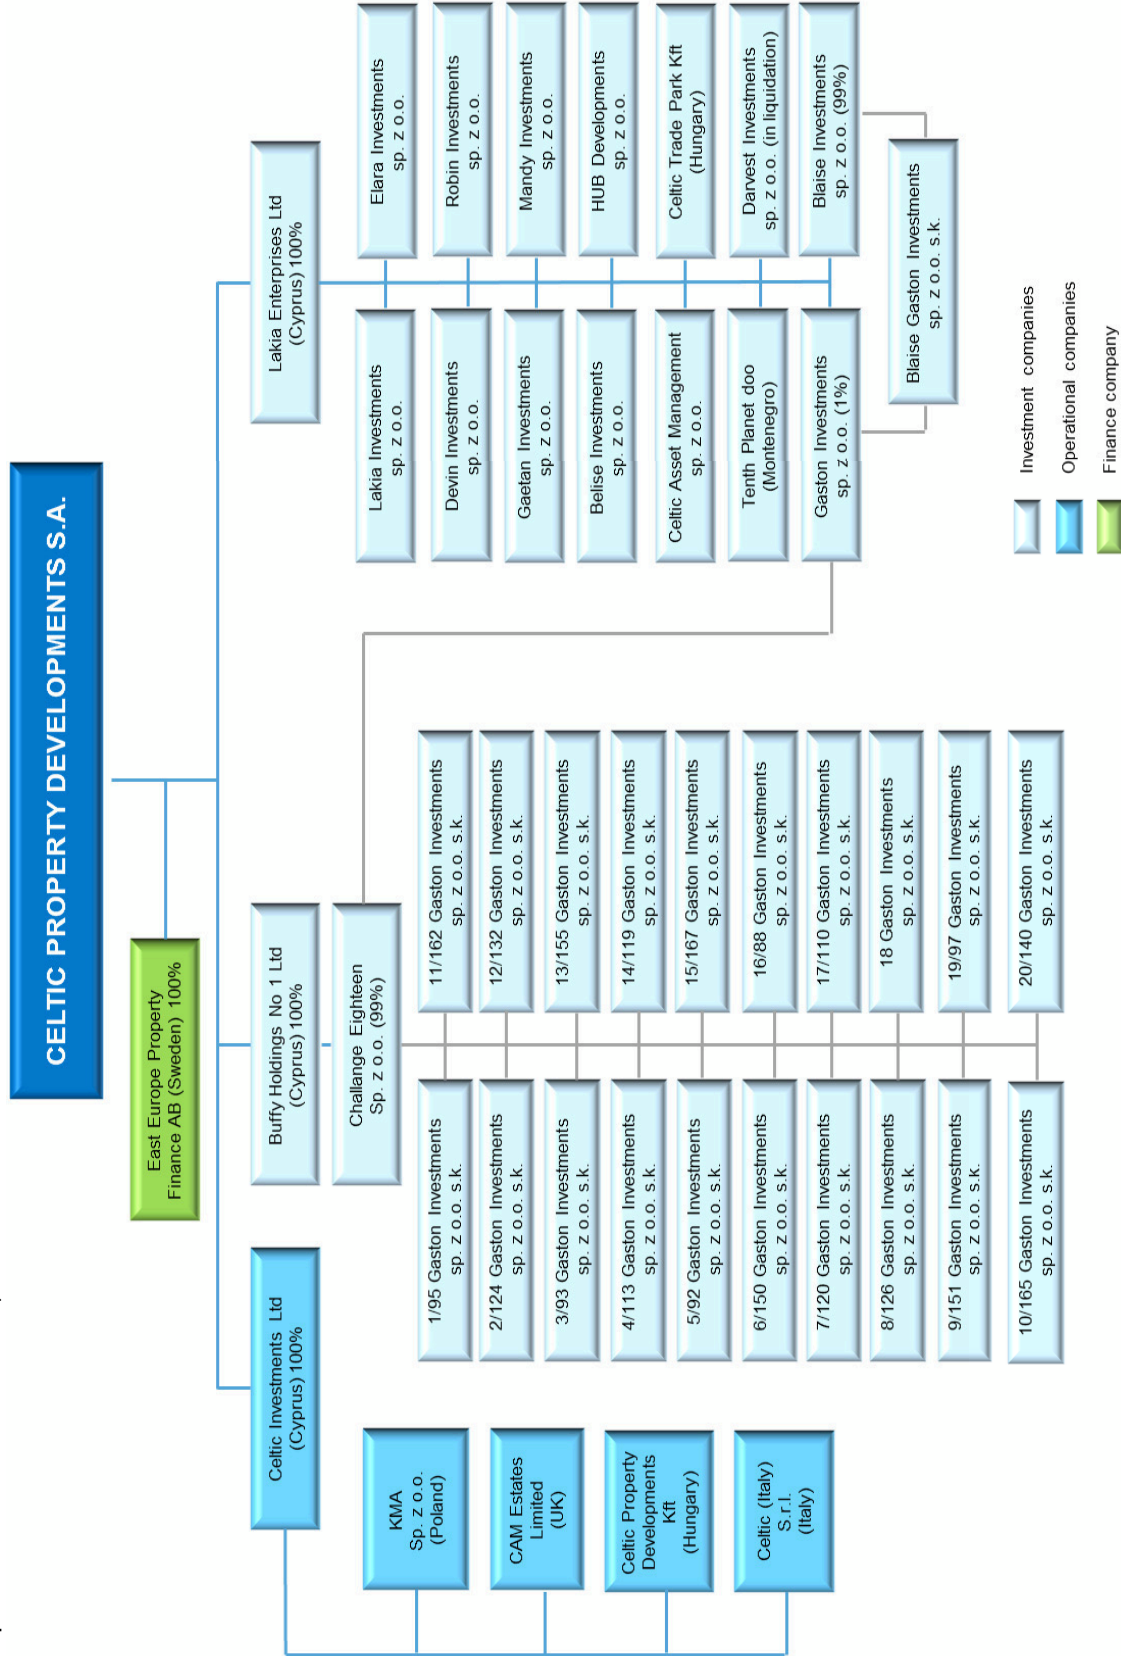 CELTIC PROPERTY DEVELOPMENTS S.A.
East Europe Property
Finance AB (Sweden) 100%
Celtic Investments Ltd
(Cyprus) 100%
Buffy Holdings No 1 Ltd
(Cyprus) 100%
Lakia Enterprises Ltd
(Cyprus) 100%
KMA
Sp. z o.o.
(Poland)
CAM Estates
Limited
(UK)
Celtic Property
Developments
Kft
(Hungary)
Celtic (Italy)
S.r.l.
(Italy)
Challange Eighteen
Sp. z o.o. (99%)
1/95 Gaston Investments
sp. z o.o. s.k.
11/162 Gaston Investments
sp. z o.o. s.k.
2/124 Gaston Investments
sp. z o.o. s.k.
12/132 Gaston Investments
sp. z o.o. s.k.
3/93 Gaston Investments
sp. z o.o. s.k.
13/155 Gaston Investments
sp. z o.o. s.k.
4/113 Gaston Investments
sp. z o.o. s.k.
14/119 Gaston Investments
sp. z o.o. s.k.
5/92 Gaston Investments
sp. z o.o. s.k.
15/167 Gaston Investments
sp. z o.o. s.k.
6/150 Gaston Investments
sp. z o.o. s.k.
16/88 Gaston Investments
sp. z o.o. s.k.
7/120 Gaston Investments
sp. z o.o. s.k.
17/110 Gaston Investments
sp. z o.o. s.k.
8/126 Gaston Investments
sp. z o.o. s.k.
18 Gaston Investments
sp. z o.o. s.k.
9/151 Gaston Investments
sp. z o.o. s.k.
19/97 Gaston Investments
sp. z o.o. s.k.
10/165 Gaston Investments
sp. z o.o. s.k.
20/140 Gaston Investments
sp. z o.o. s.k.
Lakia Investments
sp. z o.o.
Elara Investments
sp. z o.o.
Devin Investments
sp. z o.o.
Robin Investments
sp. z o.o.
Gaetan Investments
sp. z o.o.
Mandy Investments
sp. z o.o.
Belise Investments
sp. z o.o.
HUB Developments
sp. z o.o.
Celtic Asset Management
sp. z o.o.
Celtic Trade Park Kft
(Hungary)
Tenth Planet doo
(Montenegro)
Darvest Investments
sp. z o.o. (in liquidation)
Gaston Investments
sp. z o.o. (1%)
Blaise Investments
sp. z o.o. (99%)
Blaise Gaston Investments
sp. z o.o. s.k.
Investment companies
Operational companies
Finance company